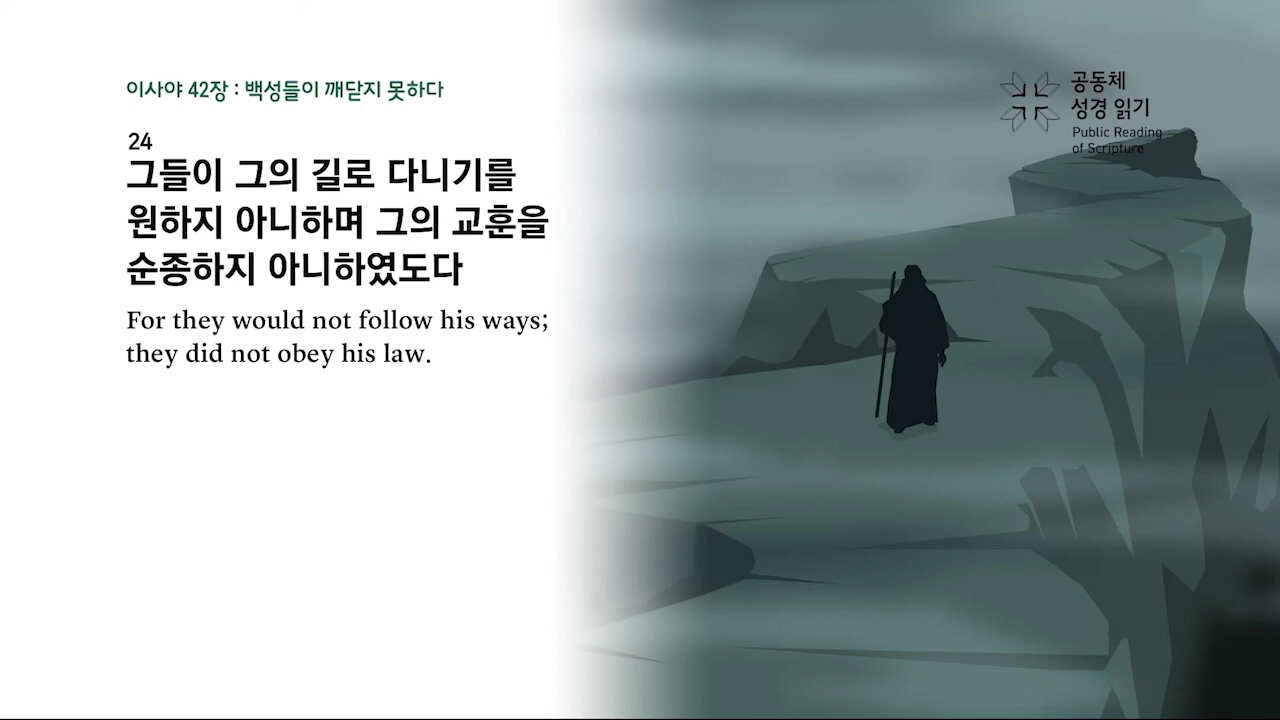 이사야 42장 : 백성들이 깨닫지 못하다
24
그들이 그의 길로 다니기를
원하지 아니하며 그의 교훈을
순종하지 아니하였도다
For they would not follow his ways;
they did not obey his law.
공동체
성경 읽기
Public Reading
of Scripture